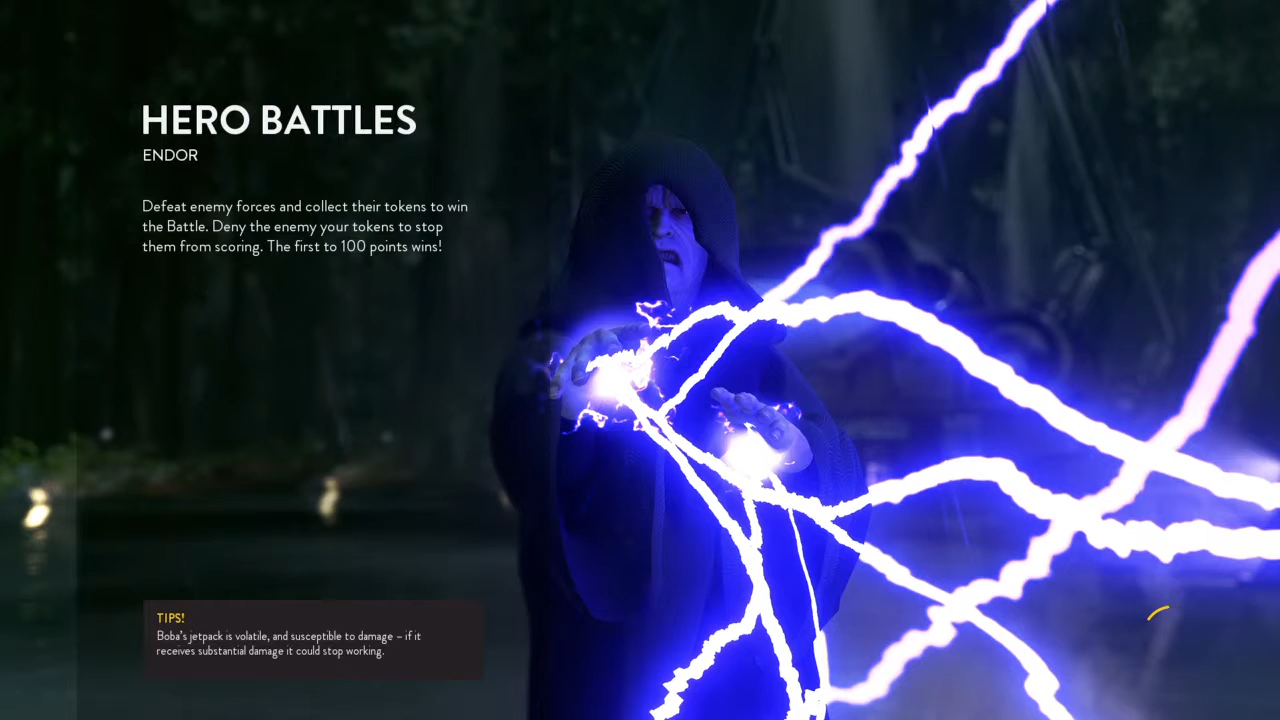 HERO BATTLES
ENDOR
Defeat enemy forces and collect their tokens to win
the Battle. Deny the enemy your tokens to stop
them from scoring. The first to 100 points wins!
TIPS!
Boba's jetpack is volatile, and susceptible to damage – if it
receives substantial damage it could stop working.